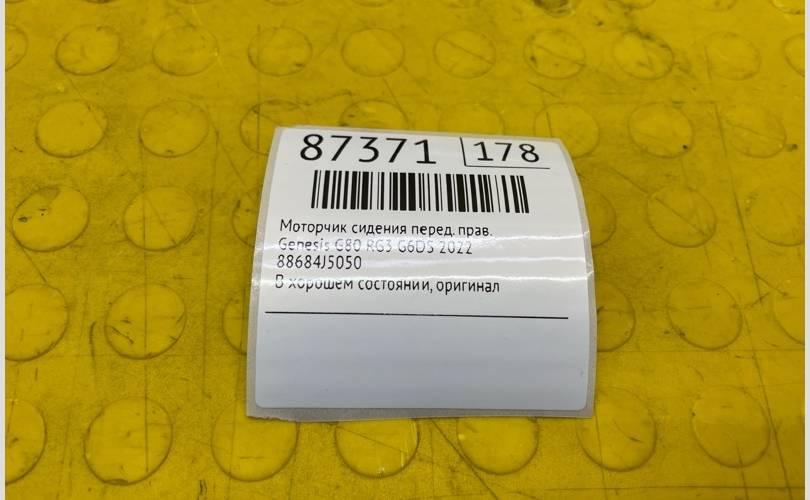 87371 178
Моторчик сидения перед. прав.
Genesis G80 RG3 G6DS 2022
88684J5050
В хорошем состоянии, оригинал